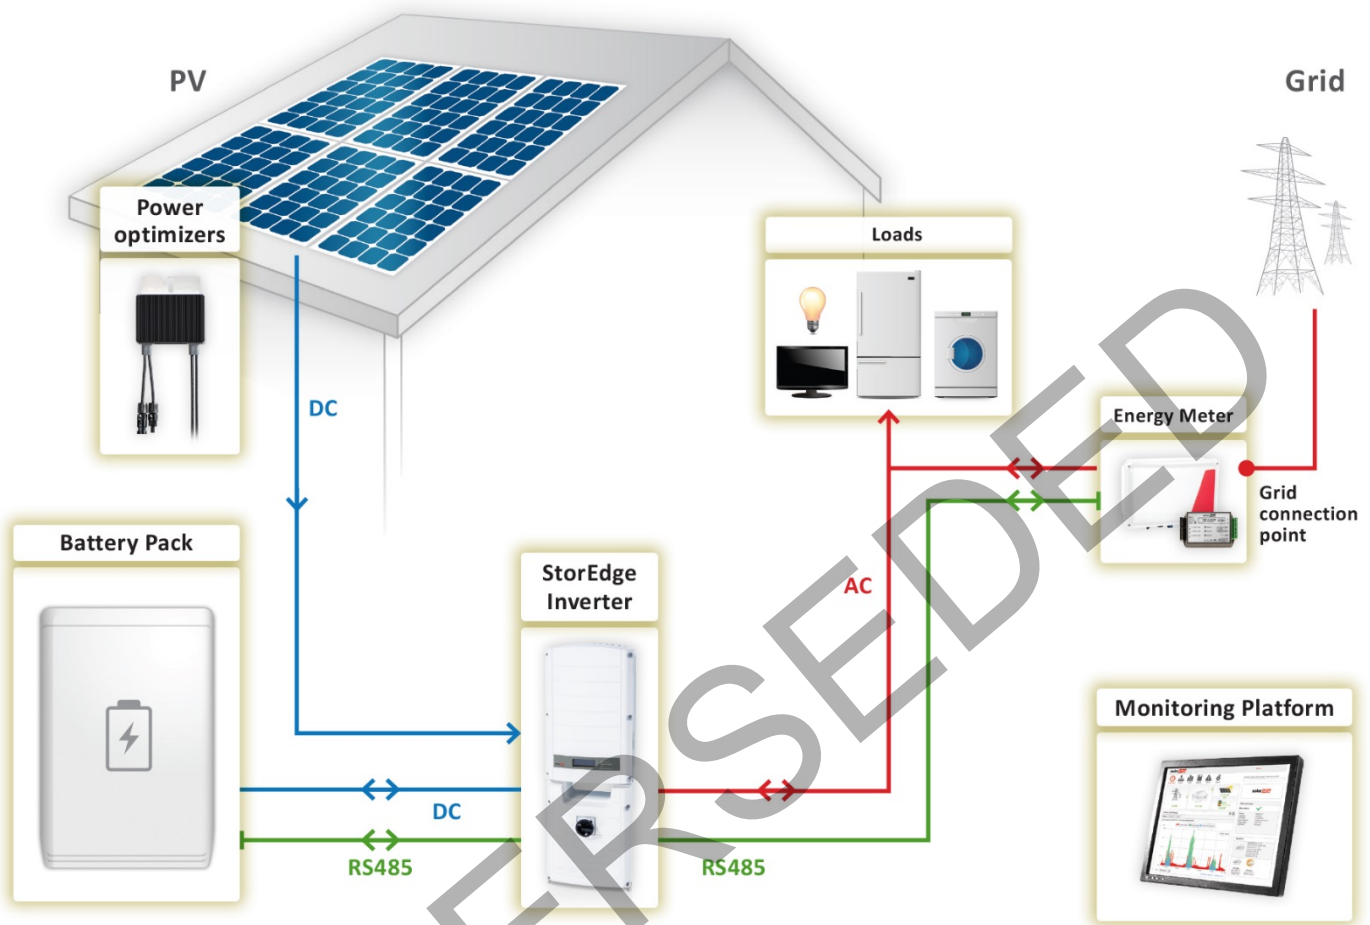 PV
Grid
Power
optimizers
Loads
DC
Energy Meter
Grid
connection
point
Battery Pack
StorEdge
Inverter
AC
Monitoring Platform
DC
RS485
RS485
ERSEDED